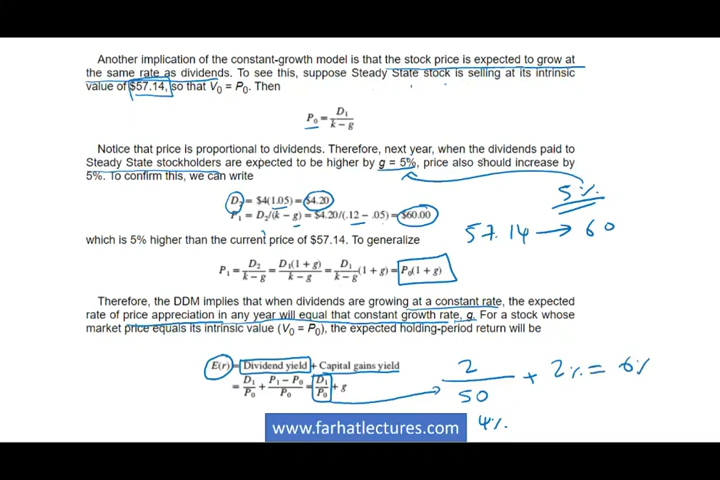 Another implication of the constant-growth model is that the stock price is expected to grow at
the same rate as dividends. To see this, suppose Steady State stock is selling at its intrinsic
value of $57.14, so that V₀ = P₀. Then
P₀ = D₁ / (k – g)
Notice that price is proportional to dividends. Therefore, next year, when the dividends paid to
Steady State stockholders are expected to be higher by g = 5%, price also should increase by
5%. To confirm this, we can write
5%
D₂ = $4(1.05) = $4.20
P₁ = D₂/(k – g) = $4.20/(.12 – .05) = $60.00
57.14 → 60
which is 5% higher than the current price of $57.14. To generalize
P₁ = D₂ / (k – g) = D₁(1 + g) / (k – g) = D₁ / (k – g) (1 + g) = P₀(1 + g)
Therefore, the DDM implies that when dividends are growing at a constant rate, the expected
rate of price appreciation in any year will equal that constant growth rate, g. For a stock whose
market price equals its intrinsic value (V₀ = P₀), the expected holding-period return will be
E(r) = Dividend yield + Capital gains yield
= D₁ / P₀ + (P₁ – P₀) / P₀ = D₁ / P₀ + g
2 / 50 + 2% = 6%
4%
www.farhatlectures.com